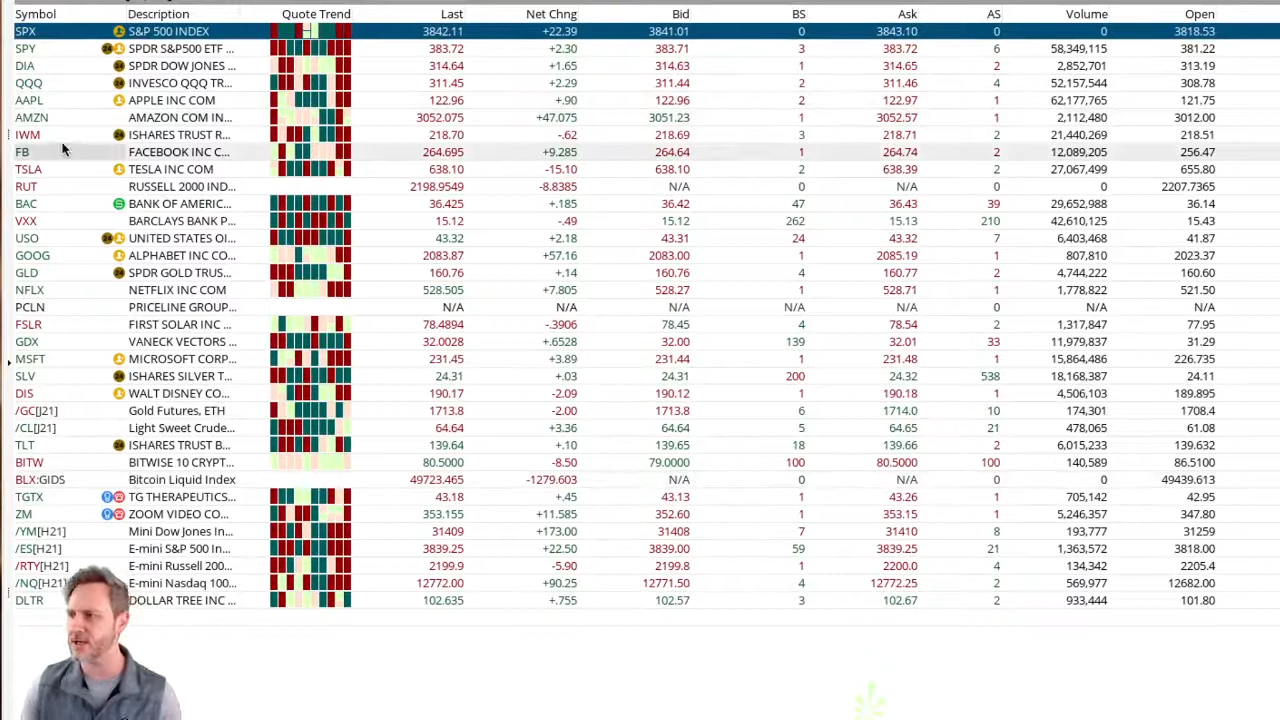 Symbol Description Quote Trend Last Net Chng Bid BS Ask AS Volume Open
SPX S&P 500 INDEX 3842.11 +22.39 3841.01 0 3843.10 0 0 3818.53
SPY 24 SPDR S&P500 ETF ... 383.72 +2.30 383.71 3 383.72 6 58,349,115 381.22
DIA 24 SPDR DOW JONES ... 314.64 +1.65 314.63 1 314.65 2 2,852,701 313.19
QQQ 24 INVESCO QQQ TR... 311.45 +2.29 311.44 2 311.46 4 52,157,544 308.78
AAPL APPLE INC COM 122.96 +.90 122.96 2 122.97 1 62,177,765 121.75
AMZN AMAZON COM IN... 3052.075 +47.075 3051.23 1 3052.57 1 2,112,480 3012.00
IWM 24 ISHARES TRUST R... 218.70 -.62 218.69 3 218.71 2 21,440,269 218.51
FB FACEBOOK INC C... 264.695 +9.285 264.64 1 264.74 2 12,089,205 256.47
TSLA TESLA INC COM 638.10 -15.10 638.10 2 638.39 2 27,067,499 655.80
RUT RUSSELL 2000 IND... 2198.9549 -8.8385 N/A 0 N/A 0 0 2207.7365
BAC S BANK OF AMERIC... 36.425 +.185 36.42 47 36.43 39 29,652,988 36.14
VXX BARCLAYS BANK P... 15.12 -.49 15.12 262 15.13 210 42,610,125 15.43
USO 24 UNITED STATES OI... 43.32 +2.18 43.31 24 43.32 7 6,403,468 41.87
GOOG ALPHABET INC CO... 2083.87 +57.16 2083.00 1 2085.19 1 807,810 2023.37
GLD 24 SPDR GOLD TRUS... 160.76 +.14 160.76 4 160.77 2 4,744,222 160.60
NFLX NETFLIX INC COM 528.505 +7.805 528.27 1 528.71 1 1,778,822 521.50
PCLN PRICELINE GROUP... N/A N/A N/A N/A N/A 0 N/A N/A
FSLR FIRST SOLAR INC ... 78.4894 -.3906 78.45 4 78.54 2 1,317,847 77.95
GDX VANECK VECTORS ... 32.0028 +.6528 32.00 139 32.01 33 11,979,837 31.29
MSFT MICROSOFT CORP... 231.45 +3.89 231.44 1 231.48 1 15,864,486 226.735
SLV 24 ISHARES SILVER T... 24.31 +.03 24.31 200 24.32 538 18,168,387 24.11
DIS WALT DISNEY CO... 190.17 -2.09 190.12 1 190.18 1 4,506,103 189.895
/GC[J21] Gold Futures, ETH 1713.8 -2.00 1713.8 6 1714.0 10 174,301 1708.4
/CL[J21] Light Sweet Crude... 64.64 +3.36 64.64 5 64.65 21 478,065 61.08
TLT 24 ISHARES TRUST B... 139.64 +.10 139.65 18 139.66 2 6,015,233 139.632
BITW BITWISE 10 CRYPT... 80.5000 -8.50 79.0000 100 80.5000 100 140,589 86.5100
BLX:GIDS Bitcoin Liquid Index 49723.465 -1279.603 N/A 0 N/A 0 0 49439.613
TGTX TG THERAPEUTICS... 43.18 +.45 43.13 1 43.26 1 705,142 42.95
ZM ZOOM VIDEO CO... 353.155 +11.585 352.60 1 353.15 1 5,246,357 347.80
/YM[H21] Mini Dow Jones In... 31409 +173.00 31408 7 31410 8 193,777 31259
/ES[H21] E-mini S&P 500 In... 3839.25 +22.50 3839.00 59 3839.25 21 1,363,572 3818.00
/RTY[H21] E-mini Russell 200... 2199.9 -5.90 2199.8 1 2200.0 4 134,342 2205.4
/NQ[H21] E-mini Nasdaq 100... 12772.00 +90.25 12771.50 4 12772.25 2 569,977 12682.00
DLTR DOLLAR TREE INC ... 102.635 +.755 102.57 3 102.67 2 933,444 101.80